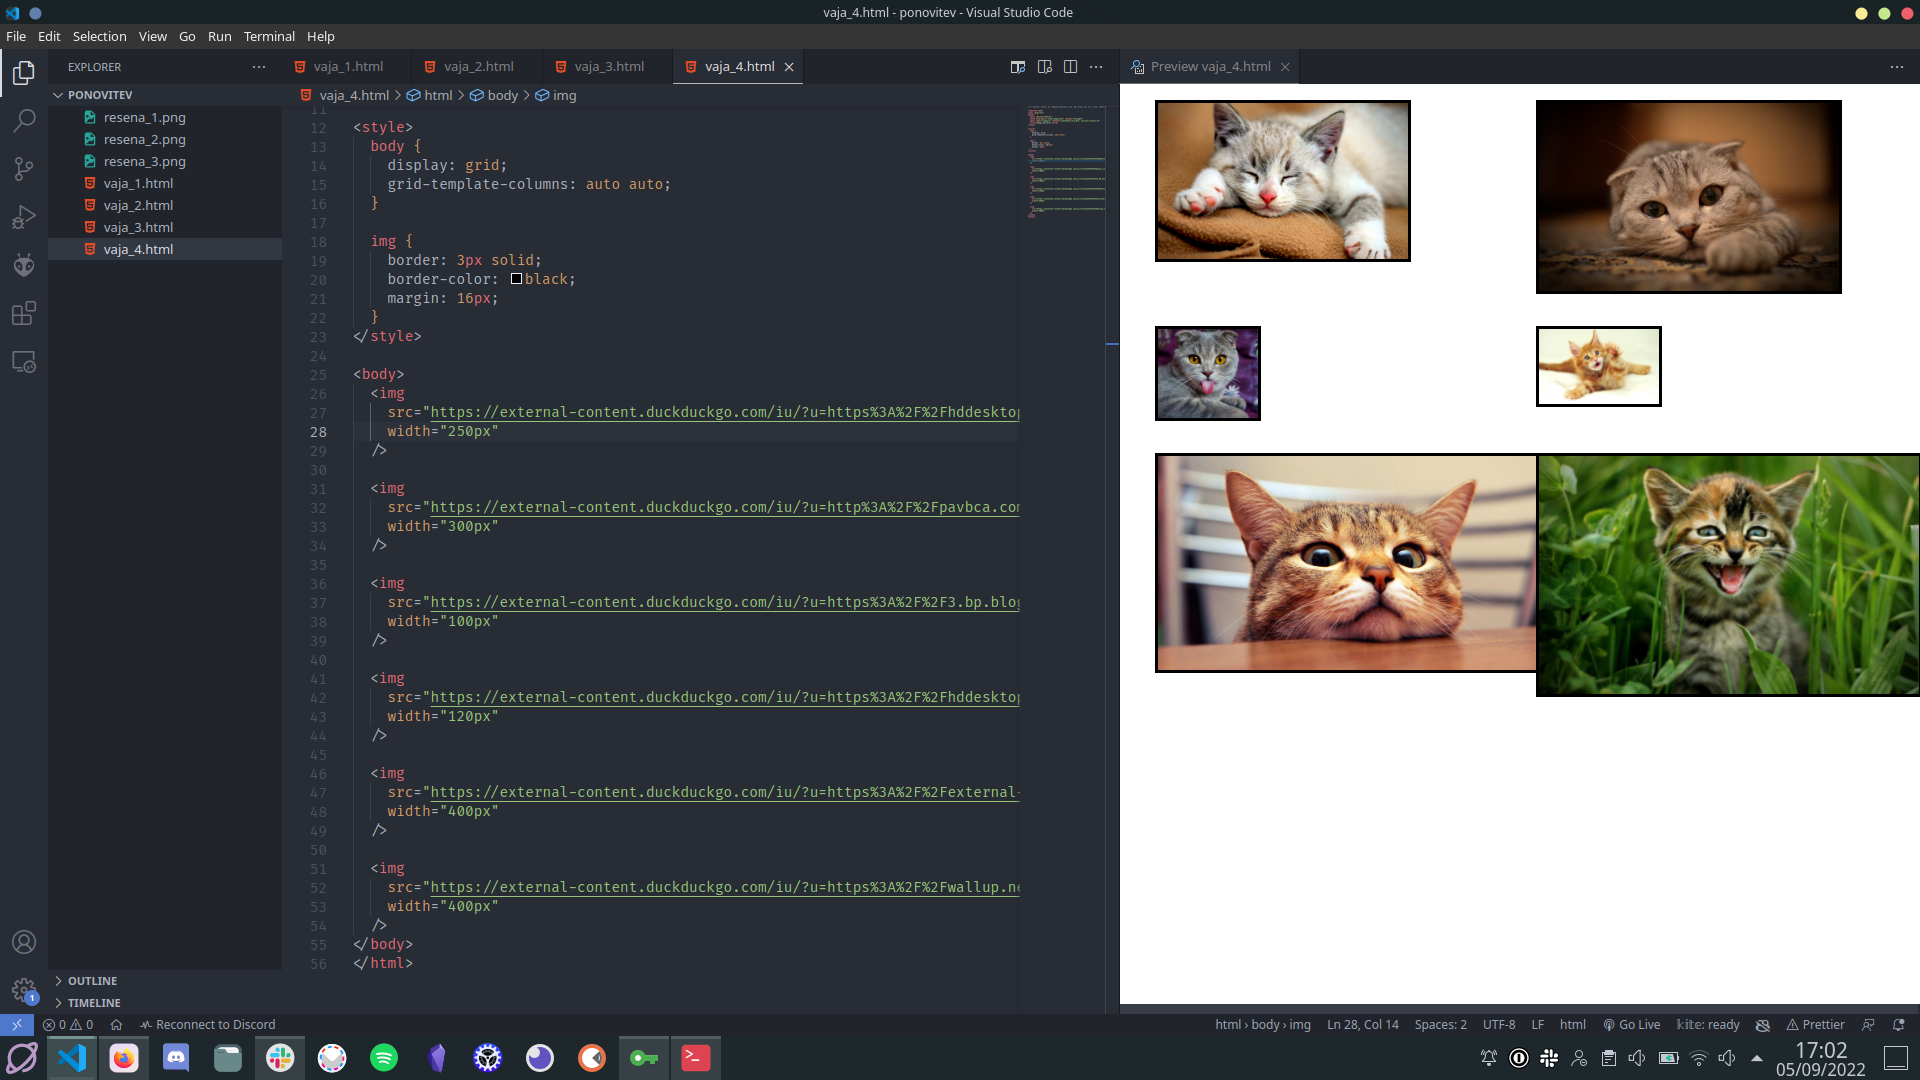 vaja_4.html - ponovitev - Visual Studio Code
File Edit Selection View Go Run Terminal Help
EXPLORER
vaja_1.html
vaja_2.html
vaja_3.html
vaja_4.html
Preview vaja_4.html
PONOVITEV
resena_1.png
resena_2.png
resena_3.png
vaja_1.html
vaja_2.html
vaja_3.html
vaja_4.html
OUTLINE
TIMELINE
vaja_4.html > html > body > img
11
12 <style>
13 body {
14 display: grid;
15 grid-template-columns: auto auto;
16 }
17
18 img {
19 border: 3px solid;
20 border-color: black;
21 margin: 16px;
22 }
23 </style>
24
25 <body>
26 <img
27 src="https://external-content.duckduckgo.com/iu/?u=https%3A%2F%2Fhddesktop
28 width="250px"
29 />
30
31 <img
32 src="https://external-content.duckduckgo.com/iu/?u=http%3A%2F%2Fpavbca.com
33 width="300px"
34 />
35
36 <img
37 src="https://external-content.duckduckgo.com/iu/?u=https%3A%2F%2F3.bp.blog
38 width="100px"
39 />
40
41 <img
42 src="https://external-content.duckduckgo.com/iu/?u=https%3A%2F%2Fhddesktop
43 width="120px"
44 />
45
46 <img
47 src="https://external-content.duckduckgo.com/iu/?u=https%3A%2F%2Fexternal-
48 width="400px"
49 />
50
51 <img
52 src="https://external-content.duckduckgo.com/iu/?u=https%3A%2F%2Fwallup.ne
53 width="400px"
54 />
55 </body>
56 </html>
1
0 0 Reconnect to Discord
html › body › img Ln 28, Col 14 Spaces: 2 UTF-8 LF html Go Live kite: ready Prettier
17:02
05/09/2022